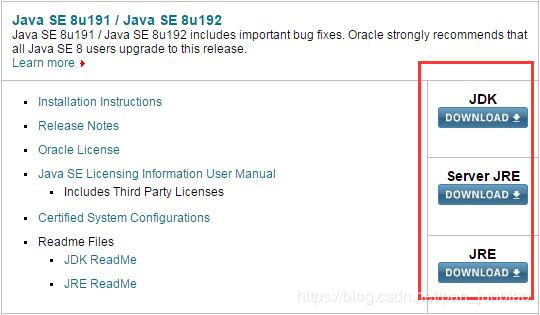 Java SE 8u191 / Java SE 8u192
Java SE 8u191 / Java SE 8u192 includes important bug fixes. Oracle strongly recommends that
all Java SE 8 users upgrade to this release.
Learn more
Installation Instructions
Release Notes
Oracle License
Java SE Licensing Information User Manual
Includes Third Party Licenses
Certified System Configurations
Readme Files
JDK ReadMe
JRE ReadMe
JDK
DOWNLOAD
Server JRE
DOWNLOAD
JRE
DOWNLOAD
https://blog.csdn.net/pan_junbiao